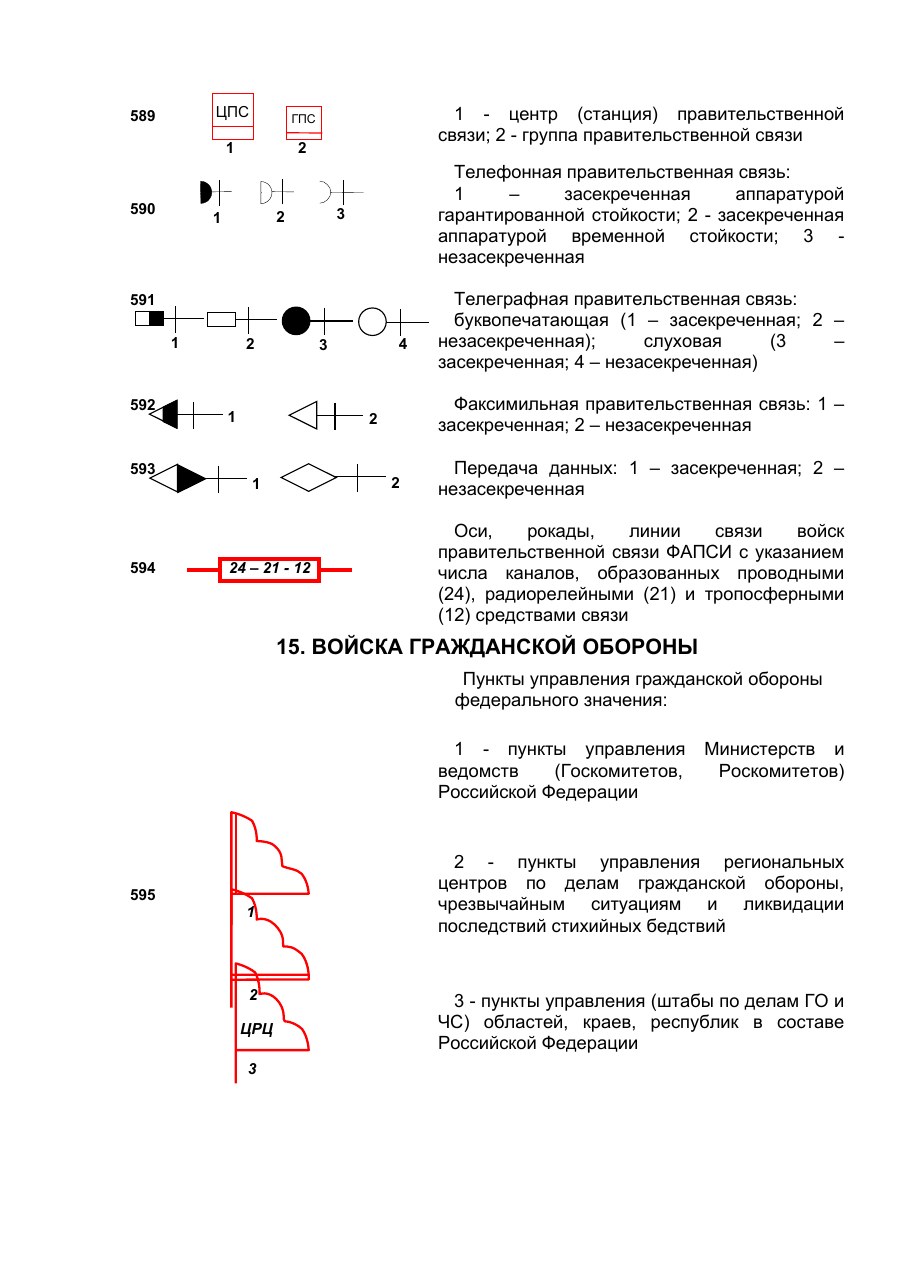 589
ЦПС
ГПС
1 2
1 - центр (станция) правительственной
связи; 2 - группа правительственной связи
590
1 2 3
Телефонная правительственная связь:
1 – засекреченная аппаратурой
гарантированной стойкости; 2 - засекреченная
аппаратурой временной стойкости; 3 -
незасекреченная
591
1 2 3 4
Телеграфная правительственная связь:
буквопечатающая (1 – засекреченная; 2 –
незасекреченная); слуховая (3 –
засекреченная; 4 – незасекреченная)
592
1 2
Факсимильная правительственная связь: 1 –
засекреченная; 2 – незасекреченная
593
1 2
Передача данных: 1 – засекреченная; 2 –
незасекреченная
594
24 – 21 - 12
Оси, рокады, линии связи войск
правительственной связи ФАПСИ с указанием
числа каналов, образованных проводными
(24), радиорелейными (21) и тропосферными
(12) средствами связи
15. ВОЙСКА ГРАЖДАНСКОЙ ОБОРОНЫ
Пункты управления гражданской обороны
федерального значения:
1 - пункты управления Министерств и
ведомств (Госкомитетов, Роскомитетов)
Российской Федерации
595
1
2
ЦРЦ
3
2 - пункты управления региональных
центров по делам гражданской обороны,
чрезвычайным ситуациям и ликвидации
последствий стихийных бедствий
3 - пункты управления (штабы по делам ГО и
ЧС) областей, краев, республик в составе
Российской Федерации